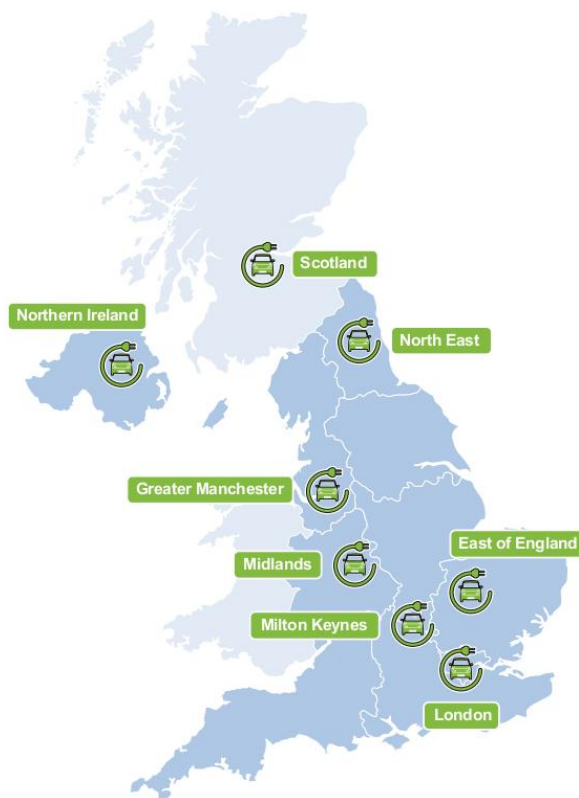 Scotland
Northern Ireland
North East
Greater Manchester
East of England
Midlands
Milton Keynes
London